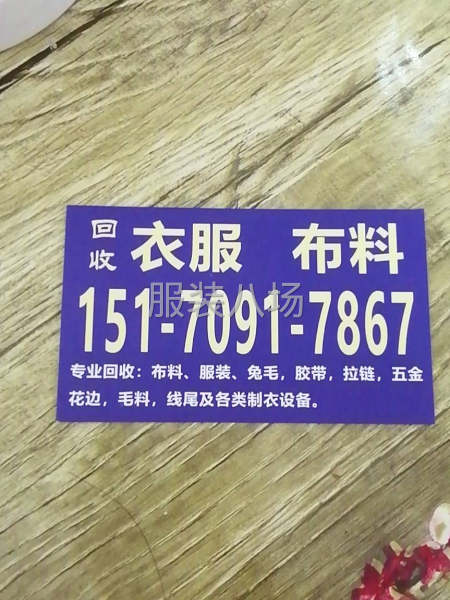 回收 衣服 布料
服装八场
151-7091-7867
专业回收：布料、服装、兔毛，胶带，拉链，五金
花边，毛料，线尾及各类制衣设备。